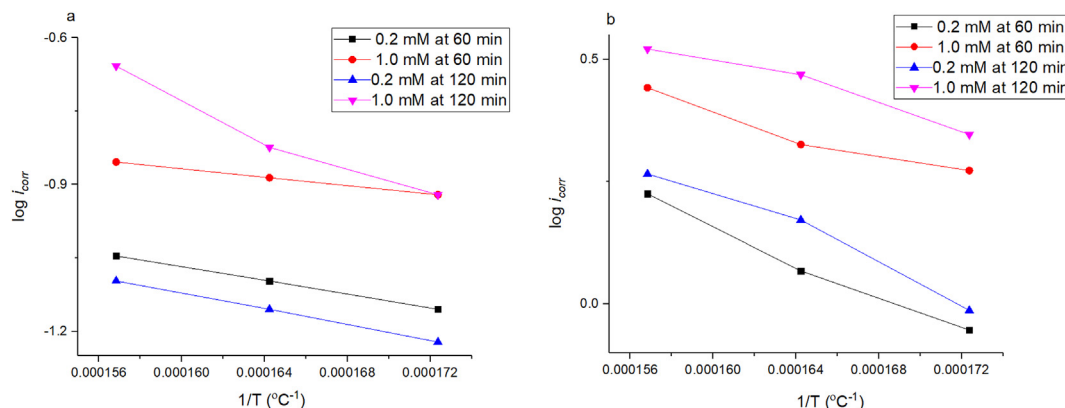 a
-0.6
-0.9
-1.2
log i_corr
0.2 mM at 60 min
1.0 mM at 60 min
0.2 mM at 120 min
1.0 mM at 120 min
0.000156 0.000160 0.000164 0.000168 0.000172
1/T (ºC⁻¹)
b
0.5
0.0
log i_corr
0.2 mM at 60 min
1.0 mM at 60 min
0.2 mM at 120 min
1.0 mM at 120 min
0.000156 0.000160 0.000164 0.000168 0.000172
1/T (ºC⁻¹)